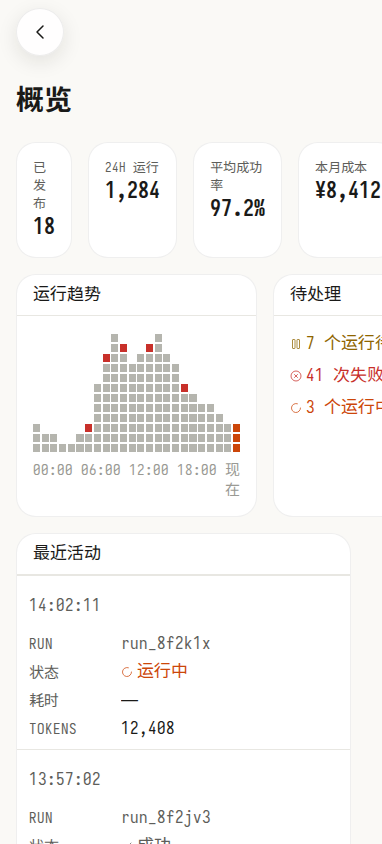 概览
已
发
布
18
24H 运行
1,284
平均成功
率
97.2%
本月成本
¥8,412
运行趋势
00:00 06:00 12:00 18:00 现
在
待处理
7 个运行
41 次失败
3 个运行中
最近活动
14:02:11
RUN run_8f2k1x
状态 运行中
耗时 —
TOKENS 12,408
13:57:02
RUN run_8f2jv3